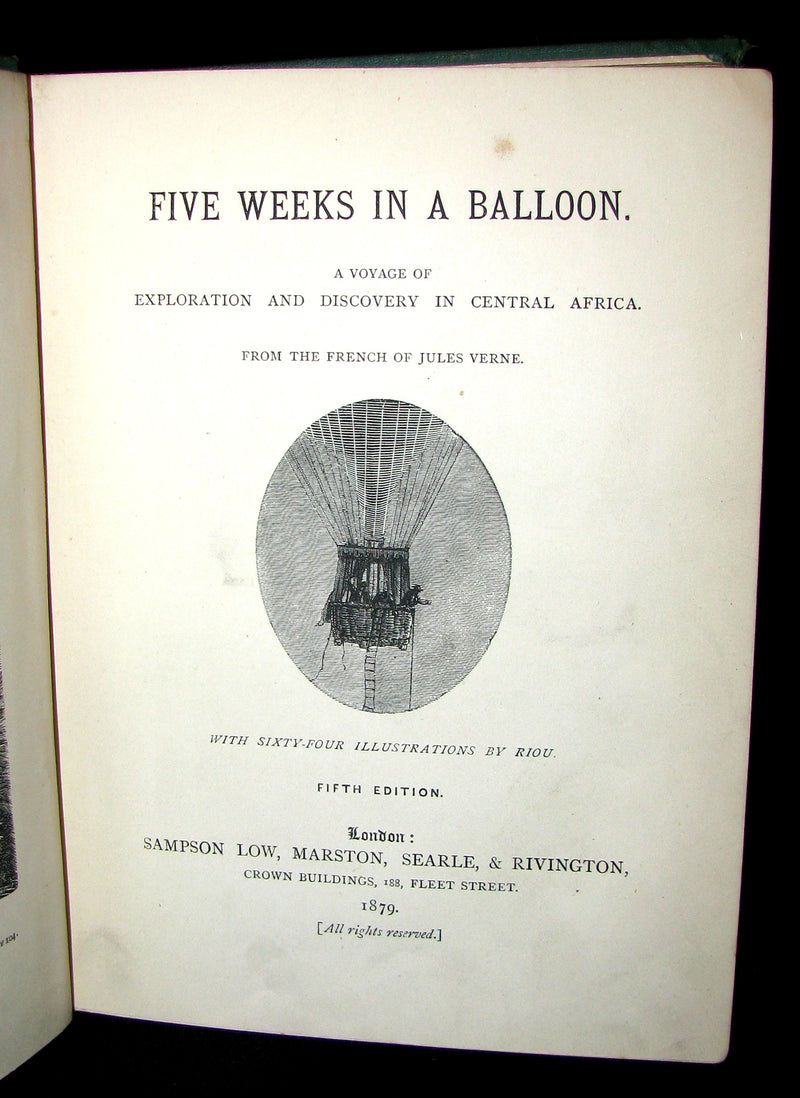 FIVE WEEKS IN A BALLOON.
A VOYAGE OF
EXPLORATION AND DISCOVERY IN CENTRAL AFRICA.
FROM THE FRENCH OF JULES VERNE.
WITH SIXTY-FOUR ILLUSTRATIONS BY RIOU.
FIFTH EDITION.
London:
SAMPSON LOW, MARSTON, SEARLE, & RIVINGTON,
CROWN BUILDINGS, 188, FLEET STREET.
1879.
[All rights reserved.]